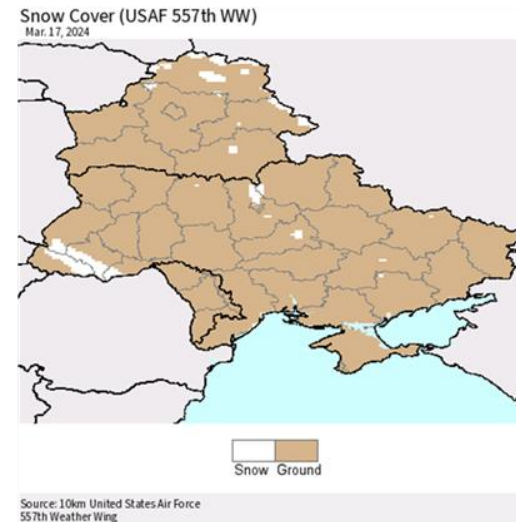 Snow Cover (USAF 557th WW)
Mar. 17, 2024
Snow Ground
Source: 10km United States Air Force
557th Weather Wing